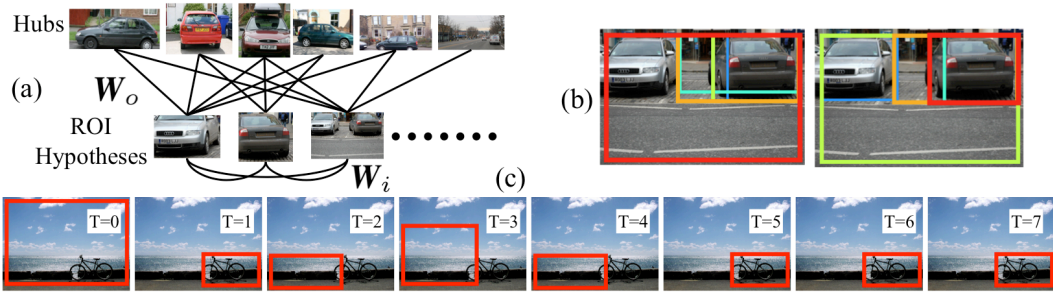 Hubs
(a)
W_o
ROI
Hypotheses
W_i
(b)
(c)
T=0 T=1 T=2 T=3 T=4 T=5 T=6 T=7